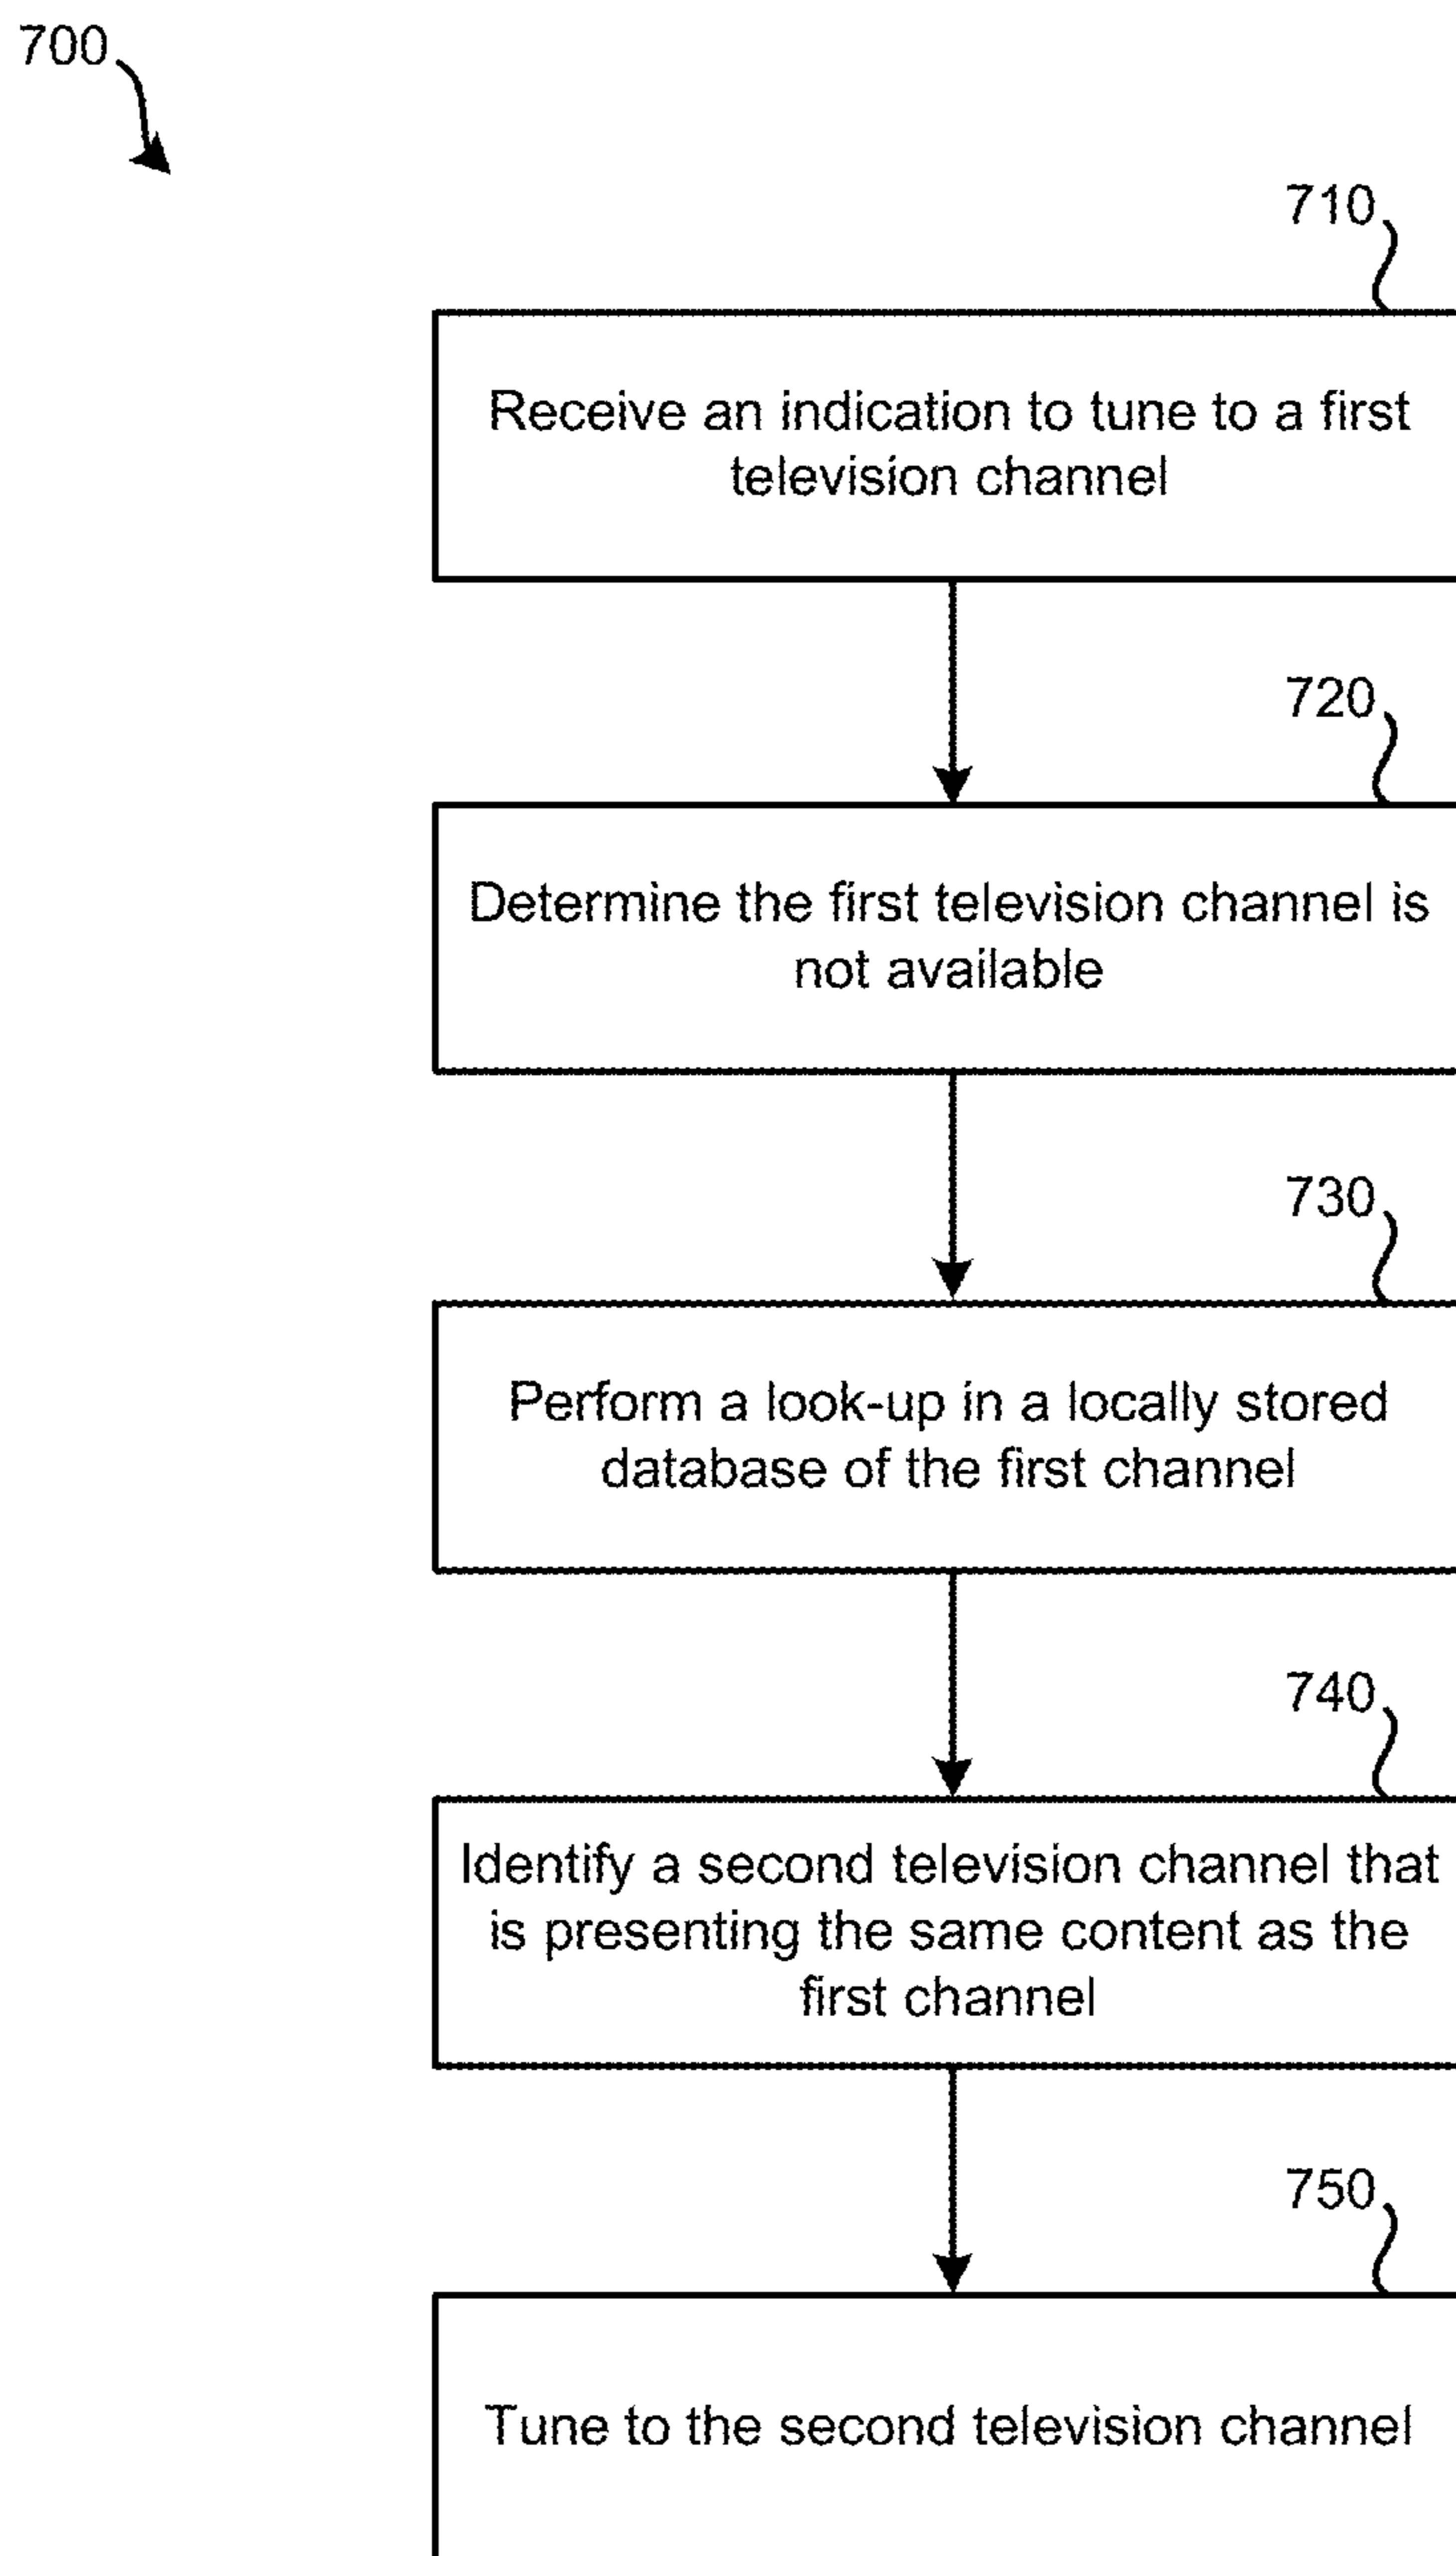 700
710
Receive an indication to tune to a first
television channel
720
Determine the first television channel is
not available
730
Perform a look-up in a locally stored
database of the first channel
740
Identify a second television channel that
is presenting the same content as the
first channel
750
Tune to the second television channel